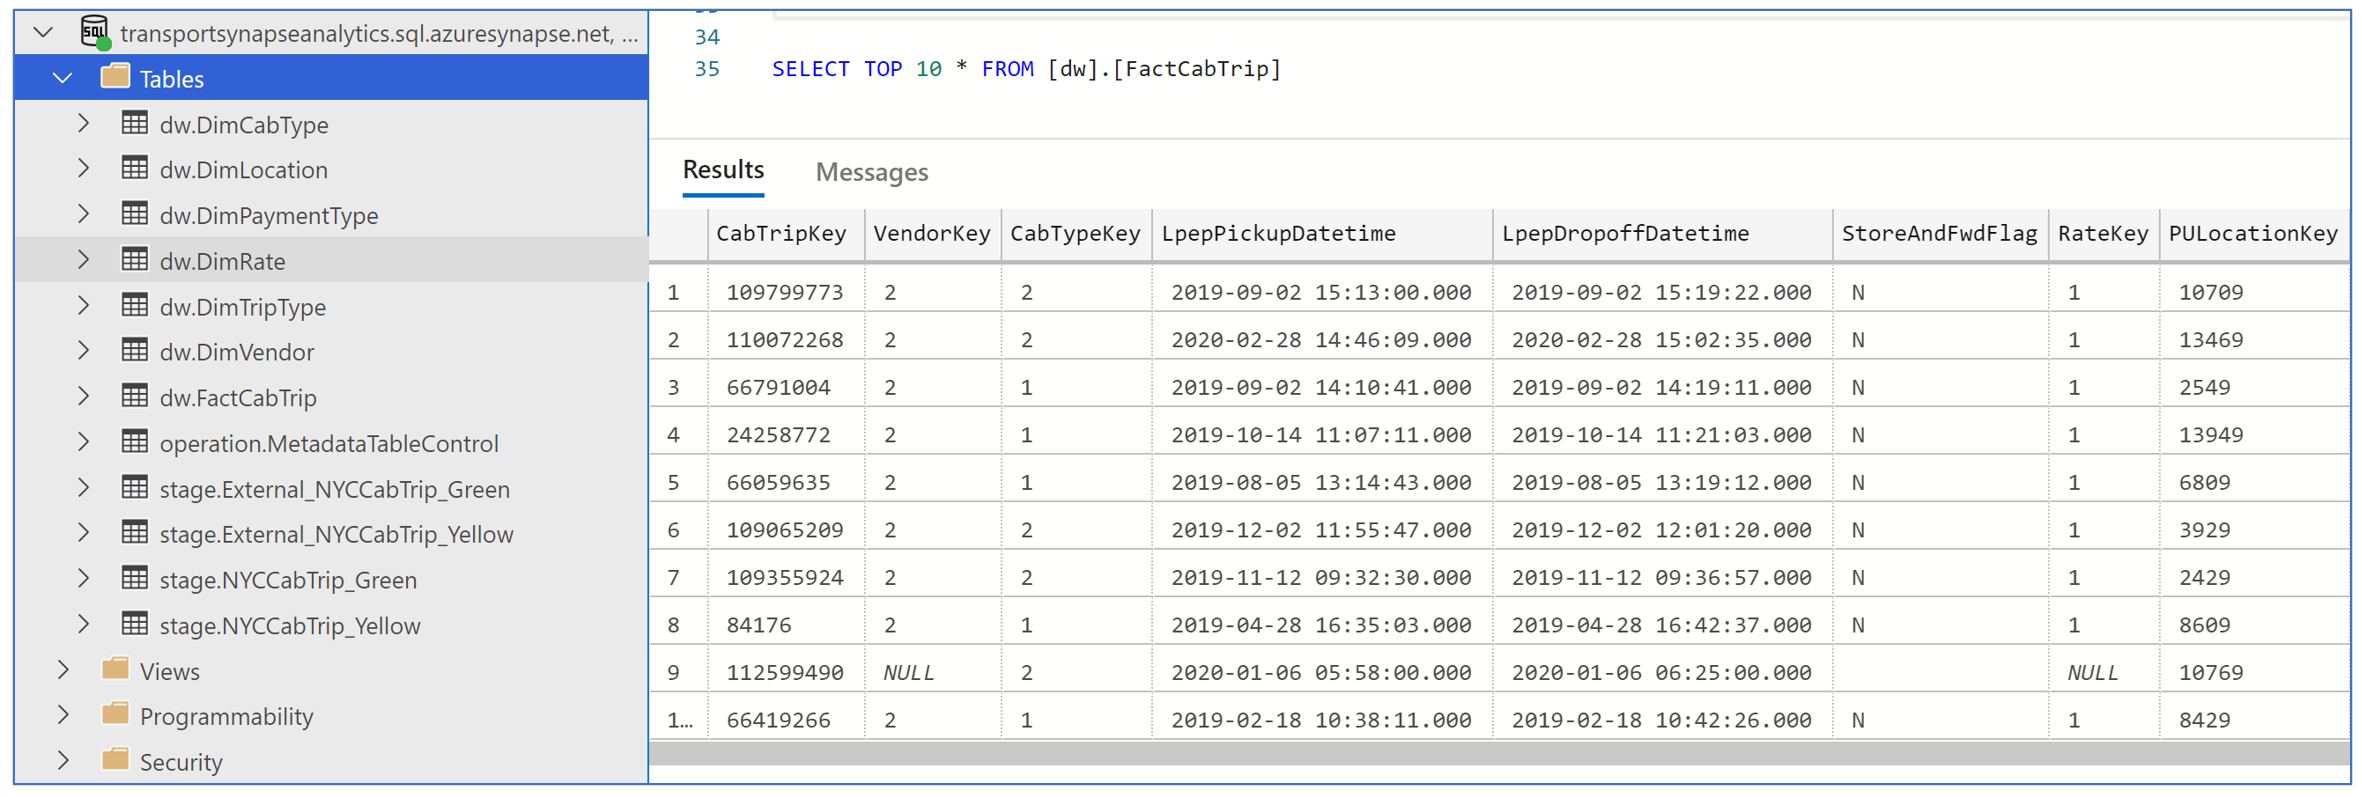 transportsynapseanalytics.sql.azuresynapse.net, ...
Tables
dw.DimCabType
dw.DimLocation
dw.DimPaymentType
dw.DimRate
dw.DimTripType
dw.DimVendor
dw.FactCabTrip
operation.MetadataTableControl
stage.External_NYCCabTrip_Green
stage.External_NYCCabTrip_Yellow
stage.NYCCabTrip_Green
stage.NYCCabTrip_Yellow
Views
Programmability
Security
34
35 SELECT TOP 10 * FROM [dw].[FactCabTrip]
Results Messages
CabTripKey VendorKey CabTypeKey LpepPickupDatetime LpepDropoffDatetime StoreAndFwdFlag RateKey PULocationKey
1 109799773 2 2 2019-09-02 15:13:00.000 2019-09-02 15:19:22.000 N 1 10709
2 110072268 2 2 2020-02-28 14:46:09.000 2020-02-28 15:02:35.000 N 1 13469
3 66791004 2 1 2019-09-02 14:10:41.000 2019-09-02 14:19:11.000 N 1 2549
4 24258772 2 1 2019-10-14 11:07:11.000 2019-10-14 11:21:03.000 N 1 13949
5 66059635 2 1 2019-08-05 13:14:43.000 2019-08-05 13:19:12.000 N 1 6809
6 109065209 2 2 2019-12-02 11:55:47.000 2019-12-02 12:01:20.000 N 1 3929
7 109355924 2 2 2019-11-12 09:32:30.000 2019-11-12 09:36:57.000 N 1 2429
8 84176 2 1 2019-04-28 16:35:03.000 2019-04-28 16:42:37.000 N 1 8609
9 112599490 NULL 2 2020-01-06 05:58:00.000 2020-01-06 06:25:00.000 NULL 10769
1... 66419266 2 1 2019-02-18 10:38:11.000 2019-02-18 10:42:26.000 N 1 8429